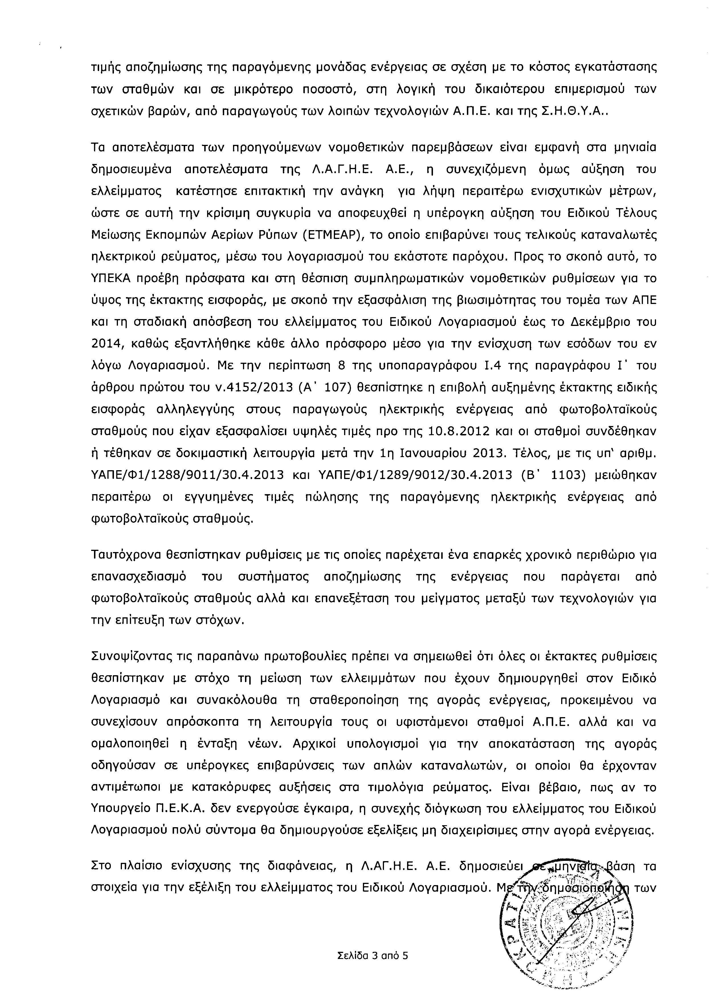 τιμής αποζημίωσης της παραγόμενης μονάδας ενέργειας σε σχέση με το κόστος εγκατάστασης
των σταθμών και σε μικρότερο ποσοστό, στη λογική του δικαιότερου επιμερισμού των
σχετικών βαρών, από παραγωγούς των λοιπών τεχνολογιών Α.Π.Ε. και της Σ.Η.Θ.Υ.Α..
Τα αποτελέσματα των προηγούμενων νομοθετικών παρεμβάσεων είναι εμφανή στα μηνιαία
δημοσιευμένα αποτελέσματα της Λ.Α.Γ.Η.Ε. Α.Ε., η συνεχιζόμενη όμως αύξηση του
ελλείμματος κατέστησε επιτακτική την ανάγκη για λήψη περαιτέρω ενισχυτικών μέτρων,
ώστε σε αυτή την κρίσιμη συγκυρία να αποφευχθεί η υπέρογκη αύξηση του Ειδικού Τέλους
Μείωσης Εκπομπών Αερίων Ρύπων (ΕΤΜΕΑΡ), το οποίο επιβαρύνει τους τελικούς καταναλωτές
ηλεκτρικού ρεύματος, μέσω του λογαριασμού του εκάστοτε παρόχου. Προς το σκοπό αυτό, το
ΥΠΕΚΑ προέβη πρόσφατα και στη θέσπιση συμπληρωματικών νομοθετικών ρυθμίσεων για το
ύψος της έκτακτης εισφοράς, με σκοπό την εξασφάλιση της βιωσιμότητας του τομέα των ΑΠΕ
και τη σταδιακή απόσβεση του ελλείμματος του Ειδικού Λογαριασμού έως το Δεκέμβριο του
2014, καθώς εξαντλήθηκε κάθε άλλο πρόσφορο μέσο για την ενίσχυση των εσόδων του εν
λόγω Λογαριασμού. Με την περίπτωση 8 της υποπαραγράφου Ι.4 της παραγράφου Ι' του
άρθρου πρώτου του ν.4152/2013 (Α' 107) θεσπίστηκε η επιβολή αυξημένης έκτακτης ειδικής
εισφοράς αλληλεγγύης στους παραγωγούς ηλεκτρικής ενέργειας από φωτοβολταϊκούς
σταθμούς που είχαν εξασφαλίσει υψηλές τιμές προ της 10.8.2012 και οι σταθμοί συνδέθηκαν
ή τέθηκαν σε δοκιμαστική λειτουργία μετά την 1η Ιανουαρίου 2013. Τέλος, με τις υπ' αριθμ.
ΥΑΠΕ/Φ1/1288/9011/30.4.2013 και ΥΑΠΕ/Φ1/1289/9012/30.4.2013 (Β' 1103) μειώθηκαν
περαιτέρω οι εγγυημένες τιμές πώλησης της παραγόμενης ηλεκτρικής ενέργειας από
φωτοβολταϊκούς σταθμούς.
Ταυτόχρονα θεσπίστηκαν ρυθμίσεις με τις οποίες παρέχεται ένα επαρκές χρονικό περιθώριο για
επανασχεδιασμό του συστήματος αποζημίωσης της ενέργειας που παράγεται από
φωτοβολταϊκούς σταθμούς αλλά και επανεξέταση του μείγματος μεταξύ των τεχνολογιών για
την επίτευξη των στόχων.
Συνοψίζοντας τις παραπάνω πρωτοβουλίες πρέπει να σημειωθεί ότι όλες οι έκτακτες ρυθμίσεις
θεσπίστηκαν με στόχο τη μείωση των ελλειμμάτων που έχουν δημιουργηθεί στον Ειδικό
Λογαριασμό και συνακόλουθα τη σταθεροποίηση της αγοράς ενέργειας, προκειμένου να
συνεχίσουν απρόσκοπτα τη λειτουργία τους οι υφιστάμενοι σταθμοί Α.Π.Ε. αλλά και να
ομαλοποιηθεί η ένταξη νέων. Αρχικοί υπολογισμοί για την αποκατάσταση της αγοράς
οδηγούσαν σε υπέρογκες επιβαρύνσεις των απλών καταναλωτών, οι οποίοι θα έρχονταν
αντιμέτωποι με κατακόρυφες αυξήσεις στα τιμολόγια ρεύματος. Είναι βέβαιο, πως αν το
Υπουργείο Π.Ε.Κ.Α. δεν ενεργούσε έγκαιρα, η συνεχής διόγκωση του ελλείμματος του Ειδικού
Λογαριασμού πολύ σύντομα θα δημιουργούσε εξελίξεις μη διαχειρίσιμες στην αγορά ενέργειας.
Στο πλαίσιο ενίσχυσης της διαφάνειας, η Λ.ΑΓ.Η.Ε. Α.Ε. δημοσιεύει σε μηνιαία βάση τα
στοιχεία για την εξέλιξη του ελλείμματος του Ειδικού Λογαριασμού. Με την δημοσιοποίηση των
Σελίδα 3 από 5